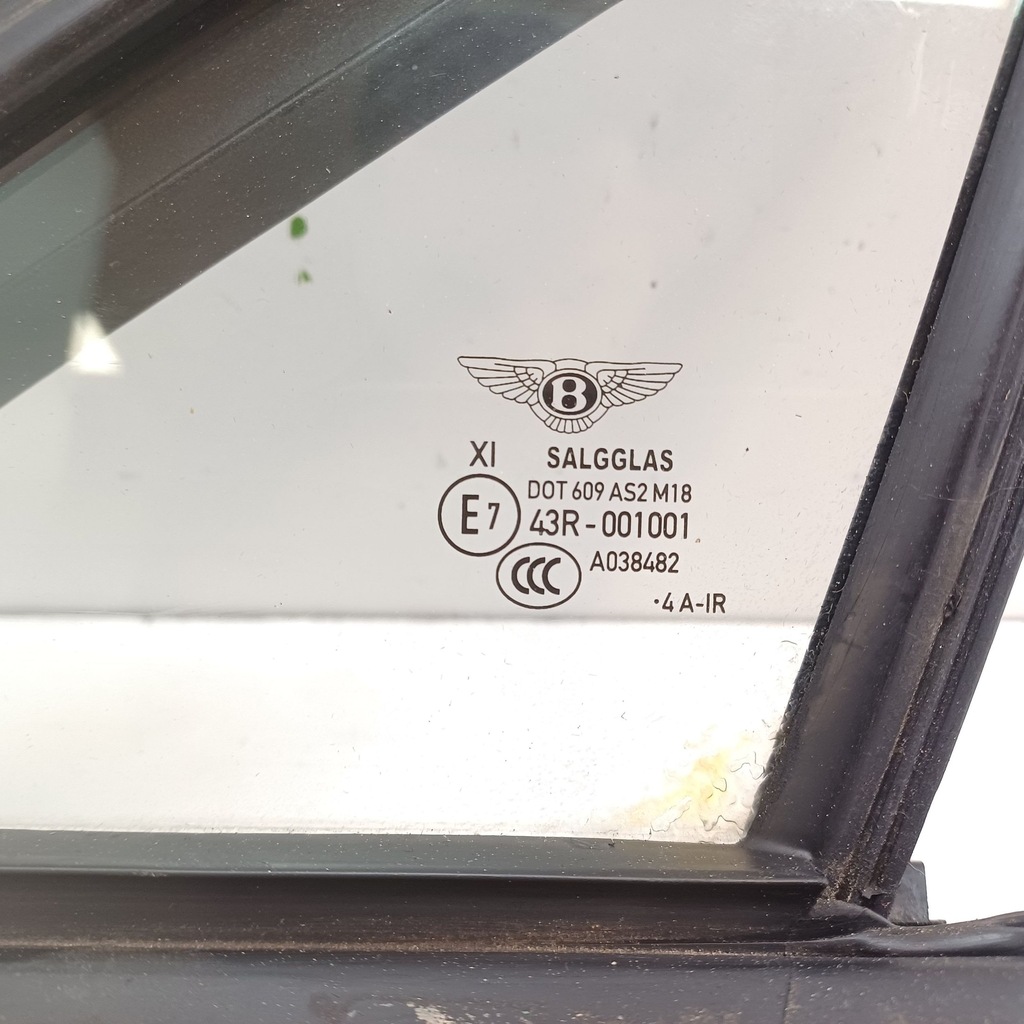 B
XI SALGGLAS
DOT 609 AS2 M18
E7 43R-001001
CCC A038482
·4 A-IR